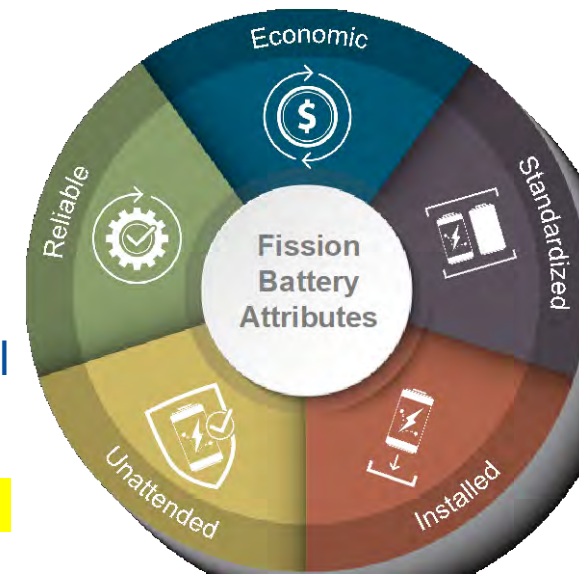 Economic
Standardized
Installed
Unattended
Reliable
$
Fission
Battery
Attributes
l